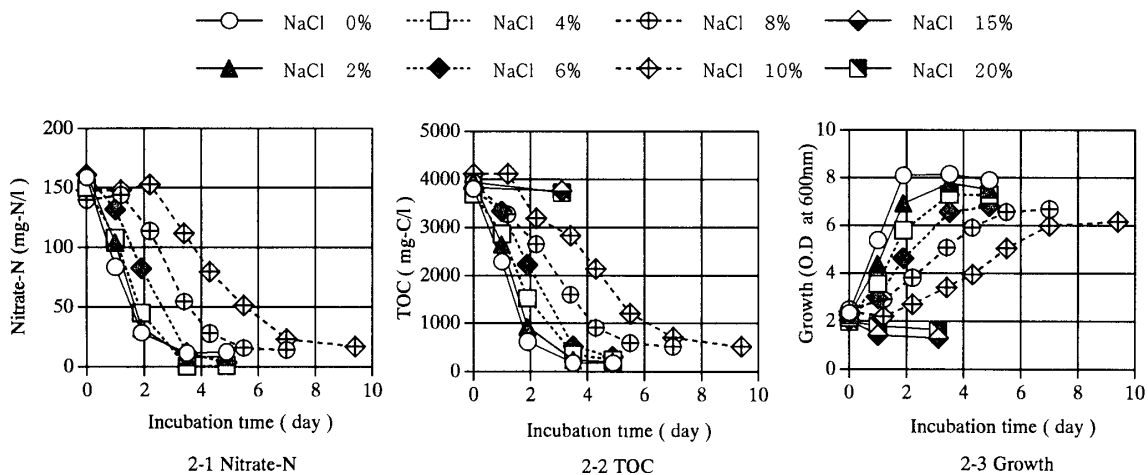 NaCl 0% NaCl 4% NaCl 8% NaCl 15%
NaCl 2% NaCl 6% NaCl 10% NaCl 20%
Nitrate-N (mg-N/l)
200
150
100
50
0
0 2 4 6 8 10
Incubation time ( day )
2-1 Nitrate-N
TOC ( mg-C/l )
5000
4000
3000
2000
1000
0
0 2 4 6 8 10
Incubation time ( day )
2-2 TOC
Growth (O.D at 600nm)
10
8
6
4
2
0
0 2 4 6 8 10
Incubation time ( day )
2-3 Growth